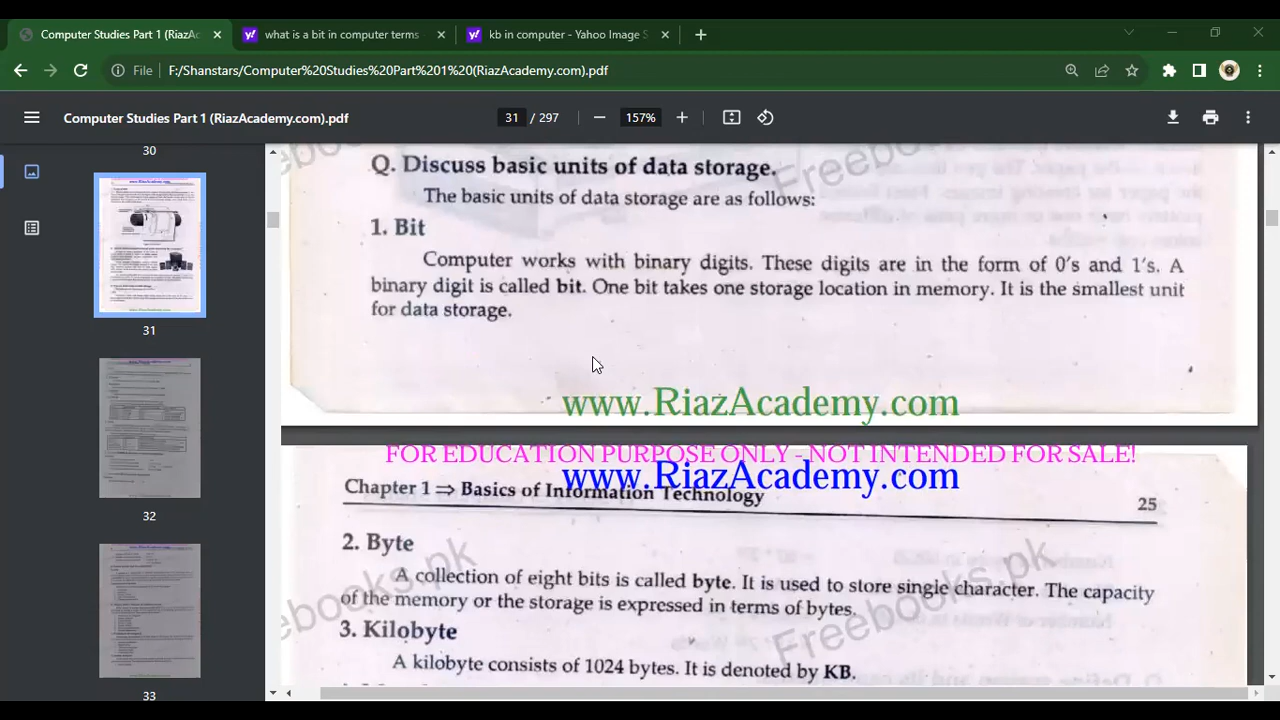 Computer Studies Part 1 (RiazAc
what is a bit in computer terms
kb in computer - Yahoo Image S
File
F:/Shanstars/Computer%20Studies%20Part%201%20(RiazAcademy.com).pdf
Computer Studies Part 1 (RiazAcademy.com).pdf
31 / 297
157%
30
31
32
33
Q. Discuss basic units of data storage.
The basic units of data storage are as follows:
1. Bit
Computer works with binary digits. These digits are in the form of 0's and 1's. A
binary digit is called bit. One bit takes one storage location in memory. It is the smallest unit
for data storage.
www.RiazAcademy.com
FOR EDUCATION PURPOSE ONLY - NOT INTENDED FOR SALE!
www.RiazAcademy.com
Chapter 1 ⇒ Basics of Information Technology
25
2. Byte
A collection of eight bits is called byte. It is used to store single character. The capacity
of the memory or the storage is expressed in terms of bytes.
3. Kilobyte
A kilobyte consists of 1024 bytes. It is denoted by KB.